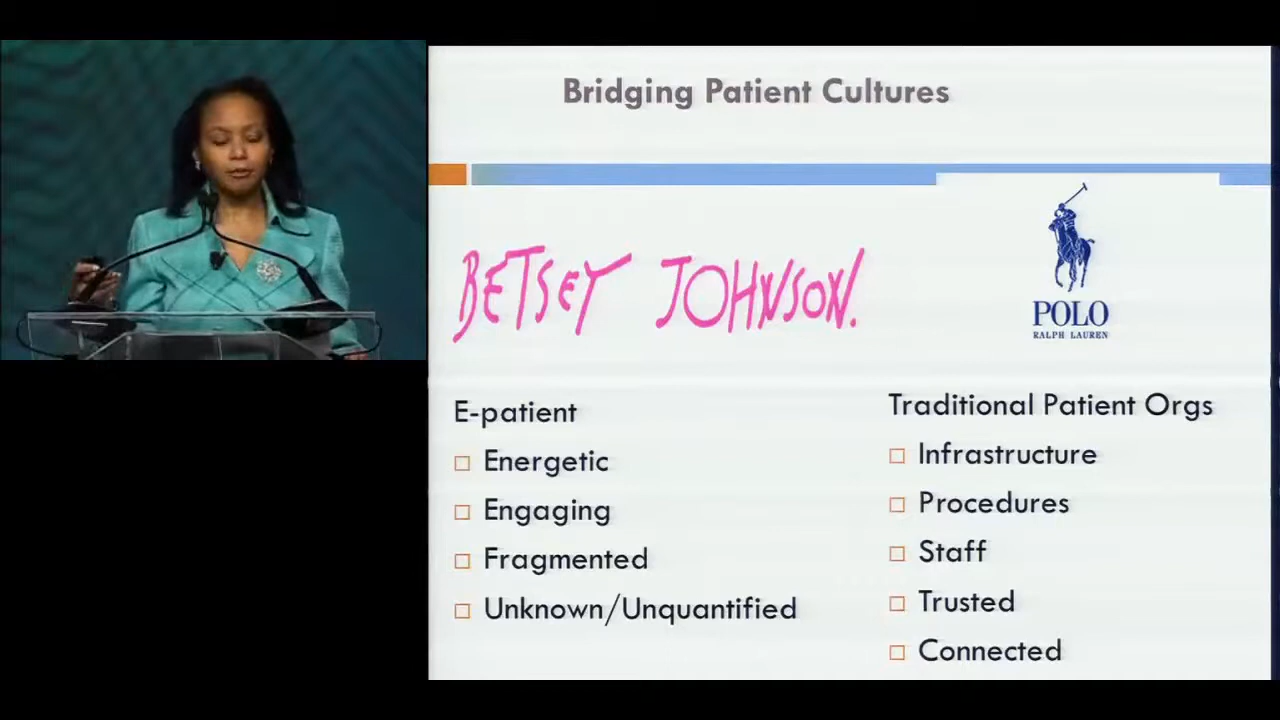 Bridging Patient Cultures
BETSEY JOHNSON.
POLO
RALPH LAUREN
E-patient
Energetic
Engaging
Fragmented
Unknown/Unquantified
Traditional Patient Orgs
Infrastructure
Procedures
Staff
Trusted
Connected